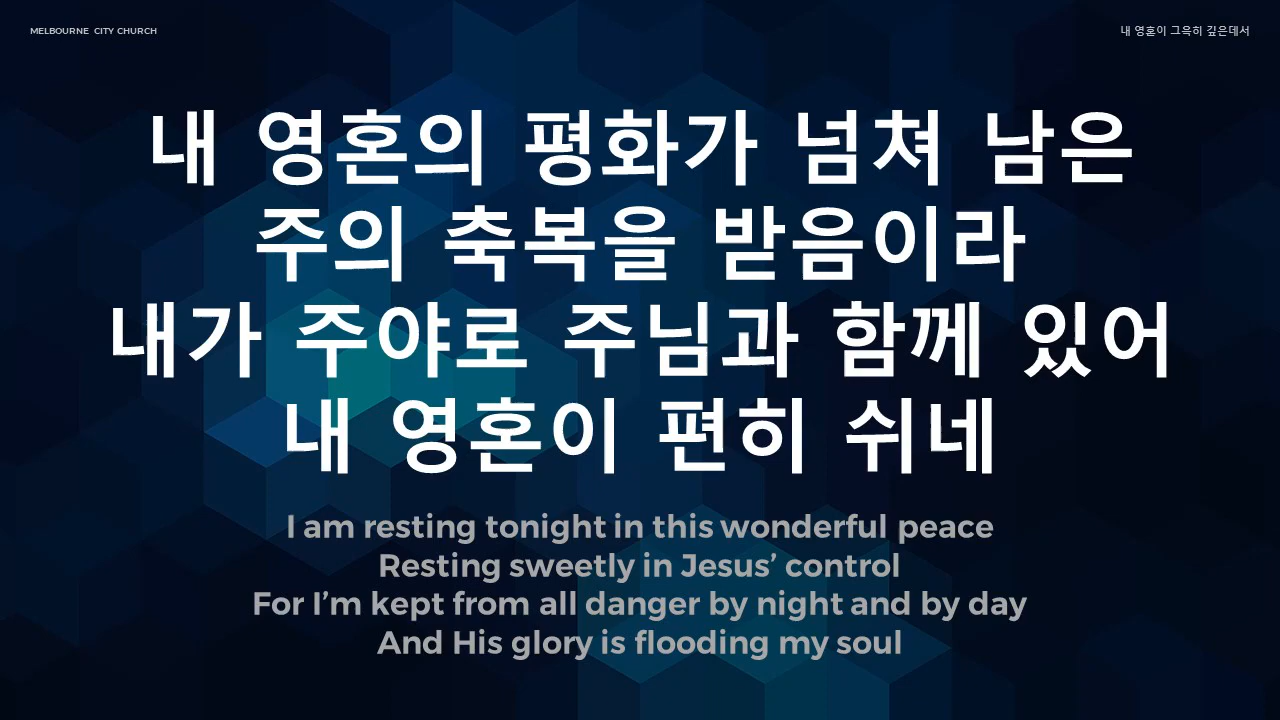 MELBOURNE CITY CHURCH
내 영혼이 그윽히 깊은데서
내 영혼의 평화가 넘쳐 남은
주의 축복을 받음이라
내가 주야로 주님과 함께 있어
내 영혼이 편히 쉬네
I am resting tonight in this wonderful peace
Resting sweetly in Jesus’ control
For I’m kept from all danger by night and by day
And His glory is flooding my soul